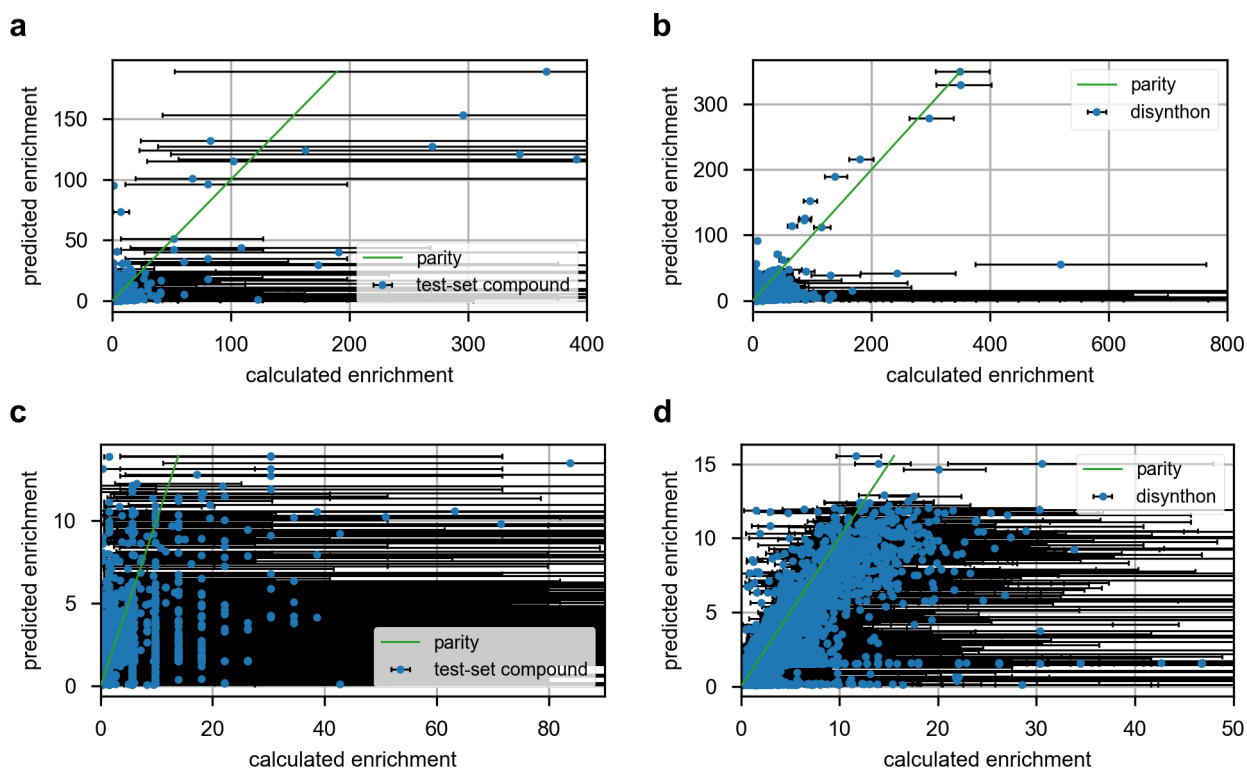 a
predicted enrichment
150
100
50
0
0
100
200
300
400
calculated enrichment
parity
test-set compound
b
predicted enrichment
300
200
100
0
0
200
400
600
800
calculated enrichment
parity
disynthon
c
predicted enrichment
10
5
0
0
20
40
60
80
calculated enrichment
parity
test-set compound
d
predicted enrichment
15
10
5
0
0
10
20
30
40
50
calculated enrichment
parity
disynthon